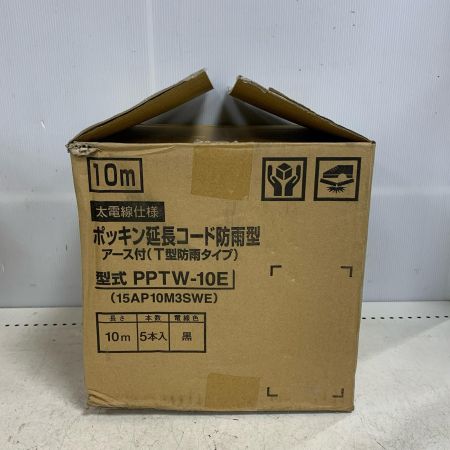 10m
太電線仕様
ポッキン延長コード防雨型
アース付(T型防雨タイプ)
型式 PPTW-10E
(15AP10M3SWE)
長さ 本数 電線色
10m 5本入 黒